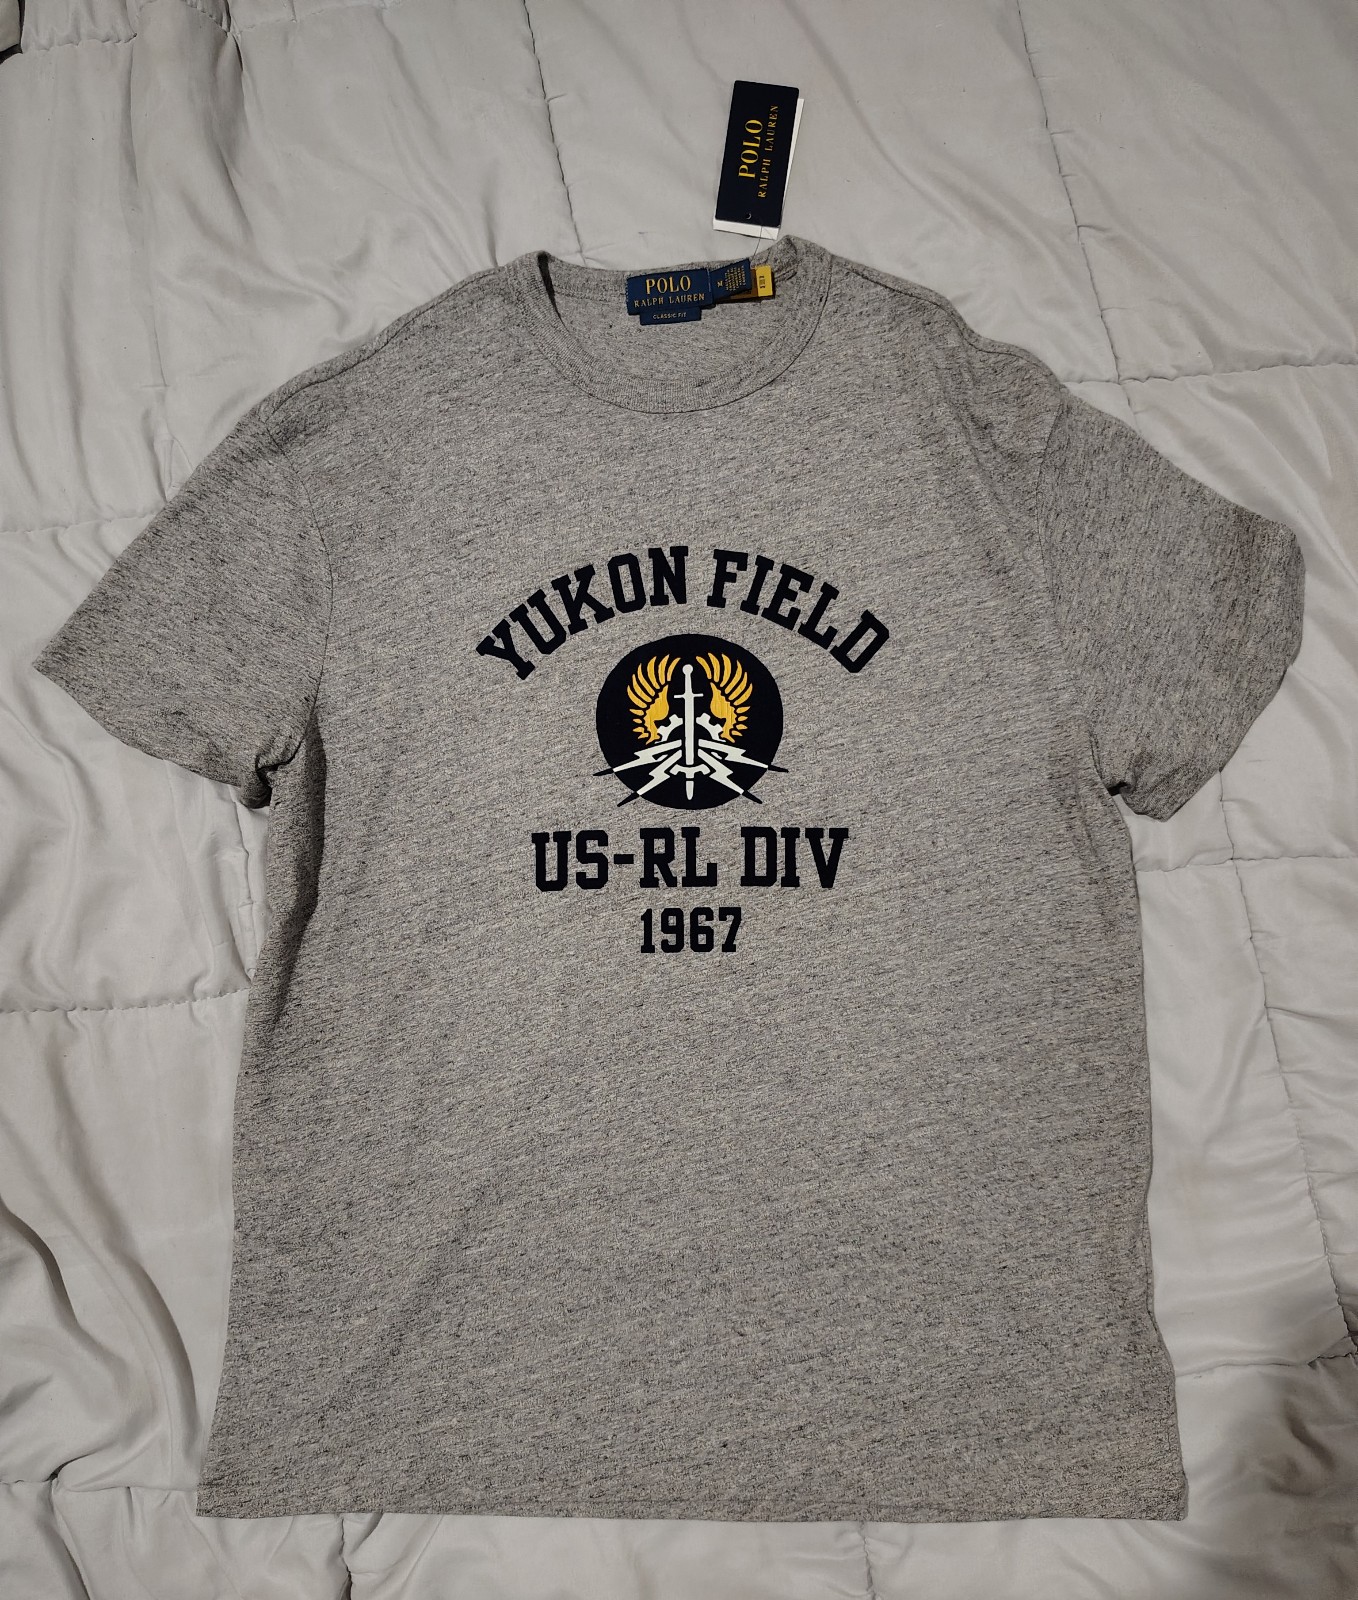 POLO
RALPH LAUREN
POLO
RALPH LAUREN
M
CLASSIC FIT
YUKON FIELD
US-RL DIV
1967